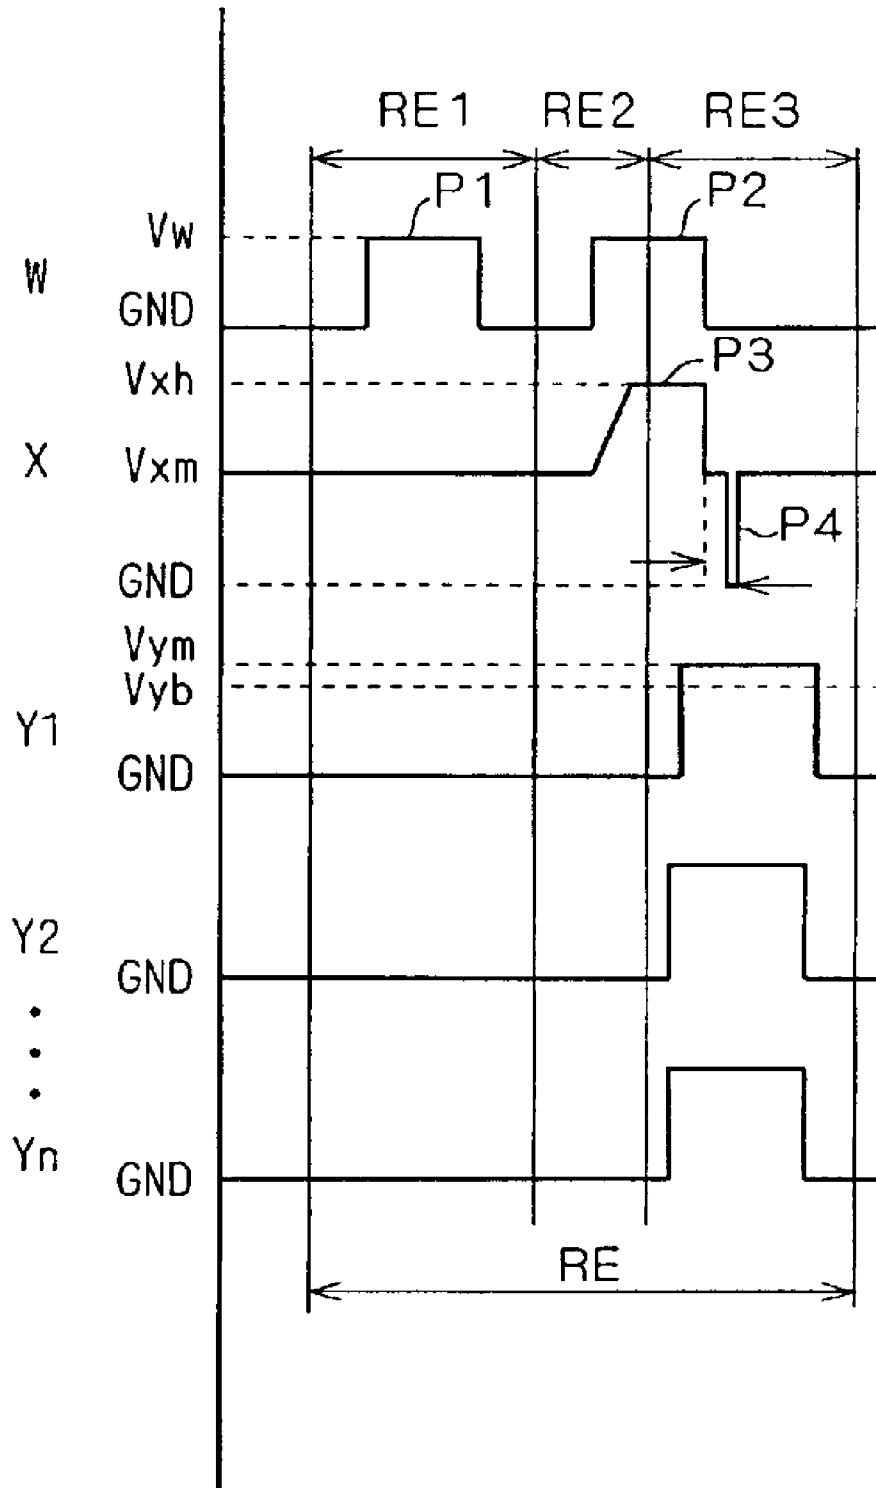 RE1 RE2 RE3
P1 P2
Vw
W
GND
P3
Vxh
X Vxm
P4
GND
Vym
Vyb
Y1
GND
Y2
GND
Yn
GND
RE